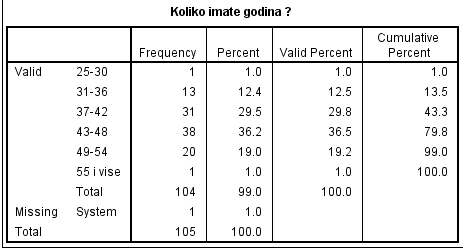 Koliko imate godina ?
Frequency Percent Valid Percent Cumulative Percent
Valid 25-30 1 1.0 1.0 1.0
31-36 13 12.4 12.5 13.5
37-42 31 29.5 29.8 43.3
43-48 38 36.2 36.5 79.8
49-54 20 19.0 19.2 99.0
55 i vise 1 1.0 1.0 100.0
Total 104 99.0 100.0
Missing System 1 1.0
Total 105 100.0